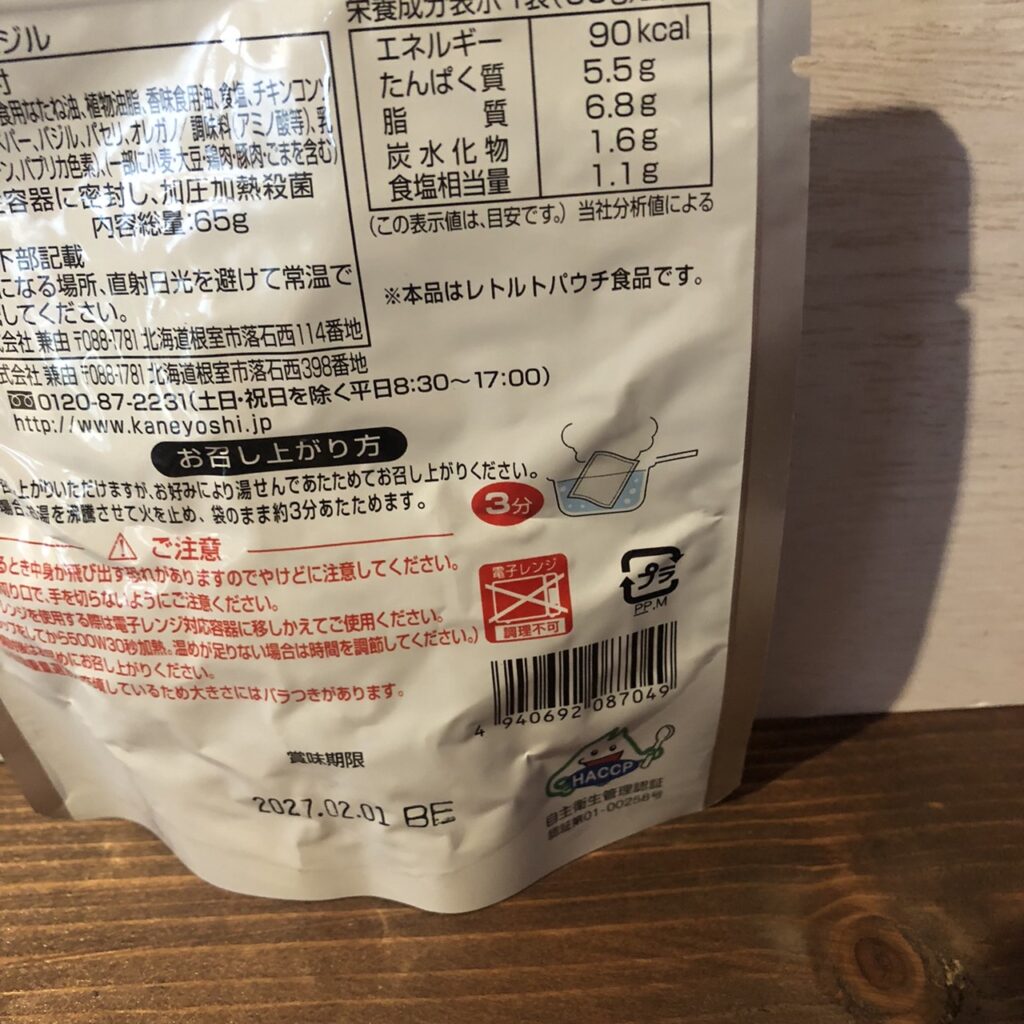 ジル
栄養成分表示 1袋
エネルギー 90kcal
たんぱく質 5.5g
脂質 6.8g
炭水化物 1.6g
食塩相当量 1.1g
(この表示値は、目安です。) 当社分析値による
食用なたね油、植物油脂、香味食用油、食塩、チキンコン
ペパー、バジル、パセリ、オレガノ/調味料(アミノ酸等)、乳
ン、パプリカ色素)、(一部に小麦・大豆・鶏肉・豚肉・ごまを含む)
容器に密封し、加圧加熱殺菌
内容総量:65g
下部記載
になる場所、直射日光を避けて常温で
してください。
会社 兼由 〒088-1781 北海道根室市落石西114番地
式会社 兼由 〒088-1781 北海道根室市落石西398番地
0120-87-2231(土日・祝日を除く平日8:30～17:00)
http://www.kaneyoshi.jp
※本品はレトルトパウチ食品です。
お召し上がり方
上がりいただけますが、お好みにより湯せんであたためてお召し上がりください。
場合、お湯を沸騰させて火を止め、袋のまま約3分あたためます。
3分
⚠ ご注意
るとき中身が飛び出す恐れがありますのでやけどに注意してください。
切り口で、手を切らないようにご注意ください。
レンジを使用する際は電子レンジ対応容器に移しかえてご使用ください。
ップをしてから500W30秒加熱。温めが足りない場合は時間を調節してください。)
めにお召し上がりください。
しているため大きさにはバラつきがあります。
電子レンジ
調理不可
プラ
PP.M
4 940692 087049
賞味期限
2027.02.01 BE
HACCP
自主衛生管理認証
認証第01-00258号